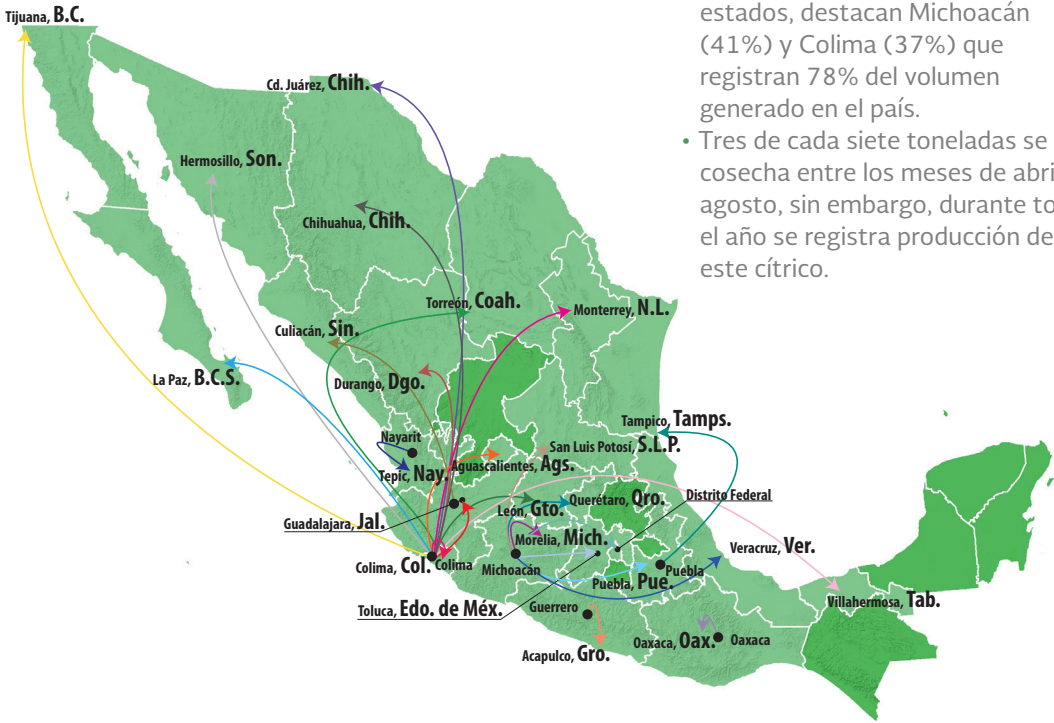 estados, destacan Michoacán
(41%) y Colima (37%) que
registran 78% del volumen
generado en el país.
• Tres de cada siete toneladas se
cosecha entre los meses de abri
agosto, sin embargo, durante to
el año se registra producción de
este cítrico.
Tijuana, B.C.
Cd. Juárez, Chih.
Hermosillo, Son.
Chihuahua, Chih.
Torreón, Coah.
Monterrey, N.L.
Culiacán, Sin.
La Paz, B.C.S.
Durango, Dgo.
Tampico, Tamps.
Nayarit
San Luis Potosí, S.L.P.
Tepic, Nay.
Aguascalientes, Ags.
León, Gto.
Querétaro, Qro.
Distrito Federal
Guadalajara, Jal.
Morelia, Mich.
Veracruz, Ver.
Colima, Col.
Colima
Michoacán
Puebla, Pue.
Puebla
Toluca, Edo. de Méx.
Guerrero
Villahermosa, Tab.
Oaxaca, Oax.
Oaxaca
Acapulco, Gro.